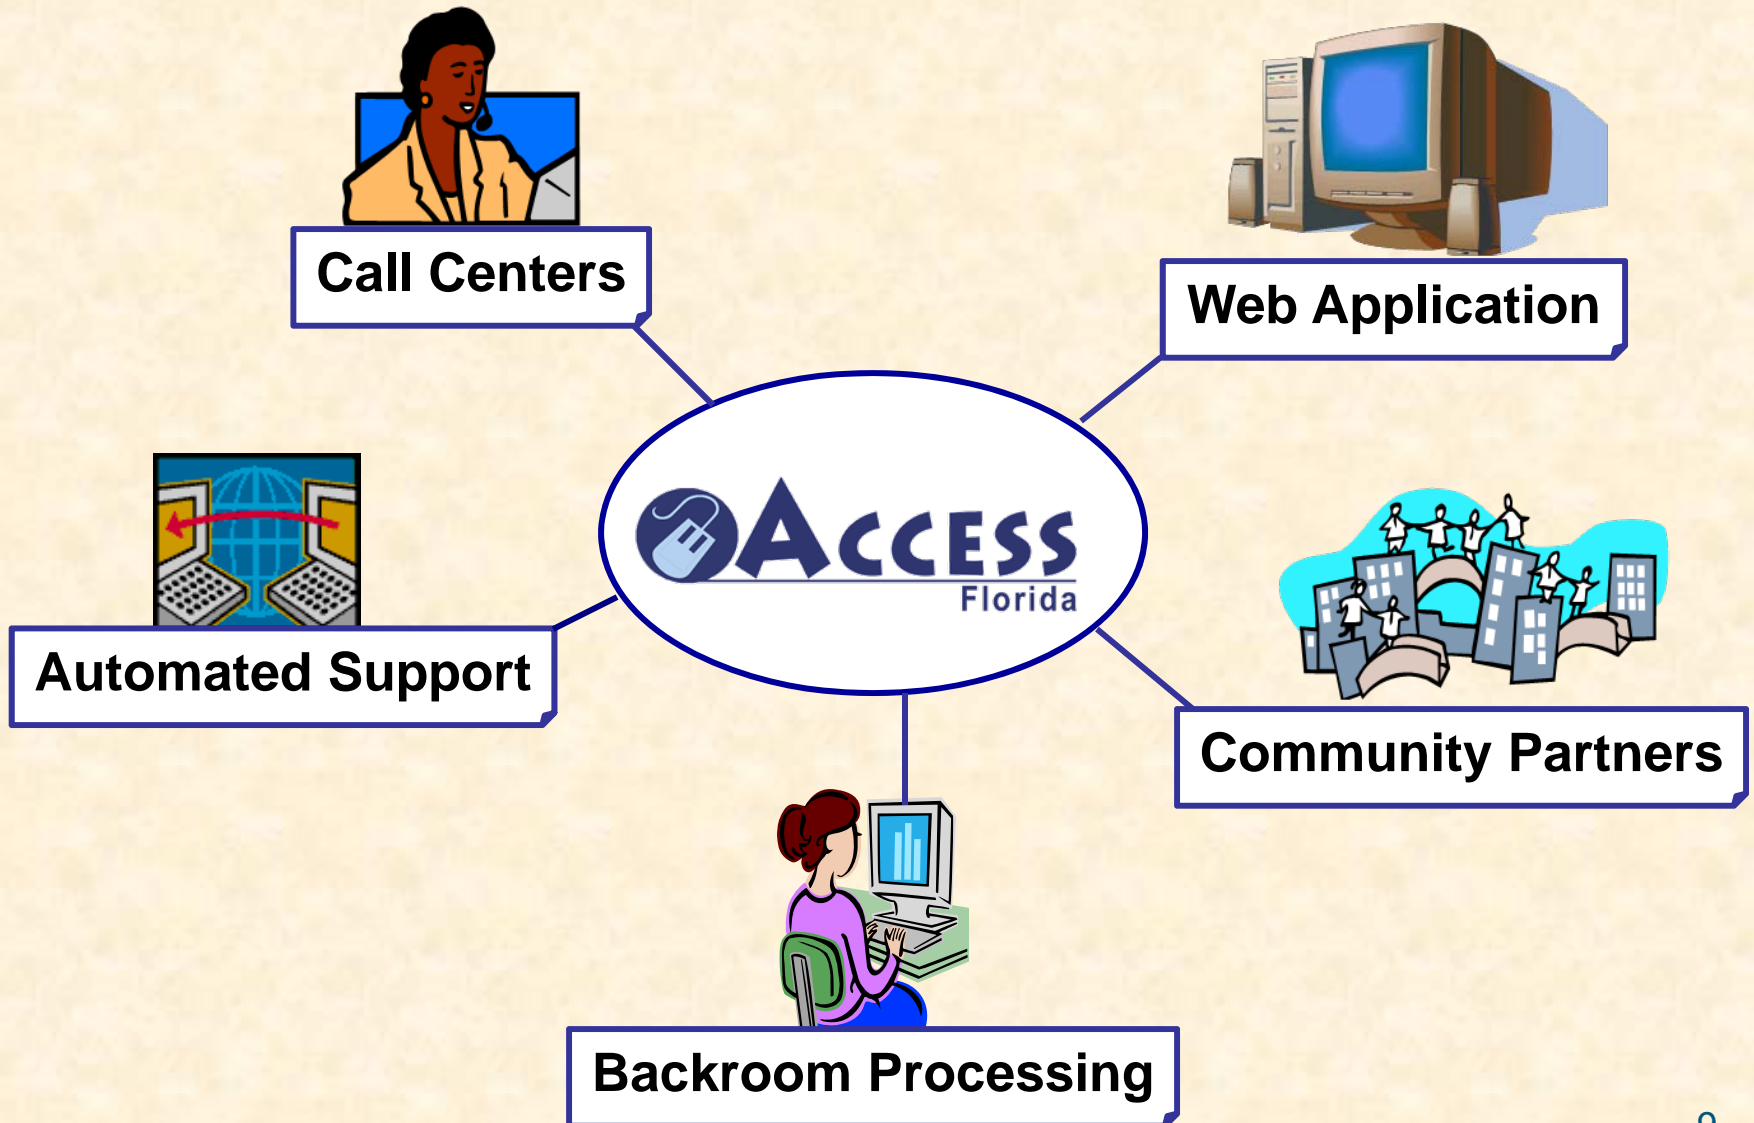 Call Centers
Web Application
ACCESS
Florida
Automated Support
Community Partners
Backroom Processing